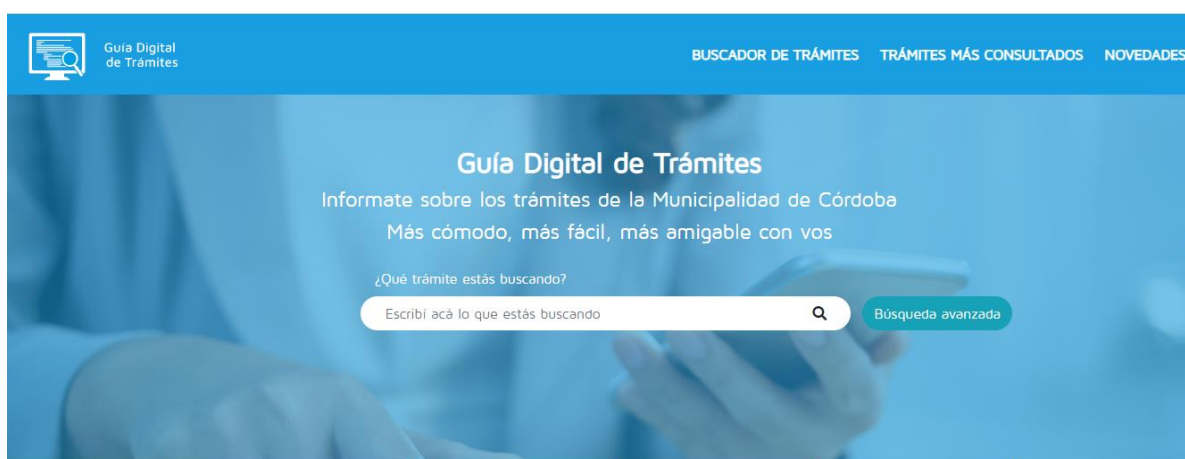 Guía Digital
de Trámites
BUSCADOR DE TRÁMITES TRÁMITES MÁS CONSULTADOS NOVEDADES
Guía Digital de Trámites
Informate sobre los trámites de la Municipalidad de Córdoba
Más cómodo, más fácil, más amigable con vos
¿Qué trámite estás buscando?
Escribí acá lo que estás buscando
Búsqueda avanzada